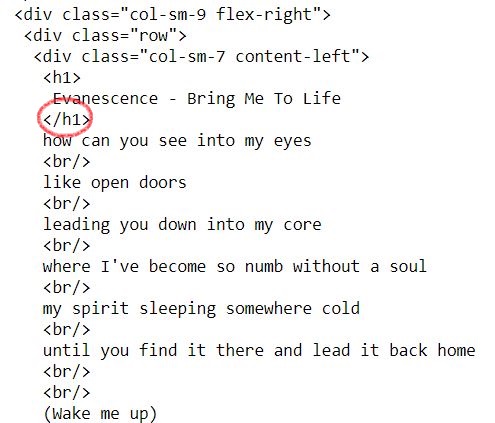 <div class="col-sm-9 flex-right">
<div class="row">
<div class="col-sm-7 content-left">
<h1>
Evanescence - Bring Me To Life
</h1>
how can you see into my eyes
<br/>
like open doors
<br/>
leading you down into my core
<br/>
where I've become so numb without a soul
<br/>
my spirit sleeping somewhere cold
<br/>
until you find it there and lead it back home
<br/>
<br/>
(Wake me up)